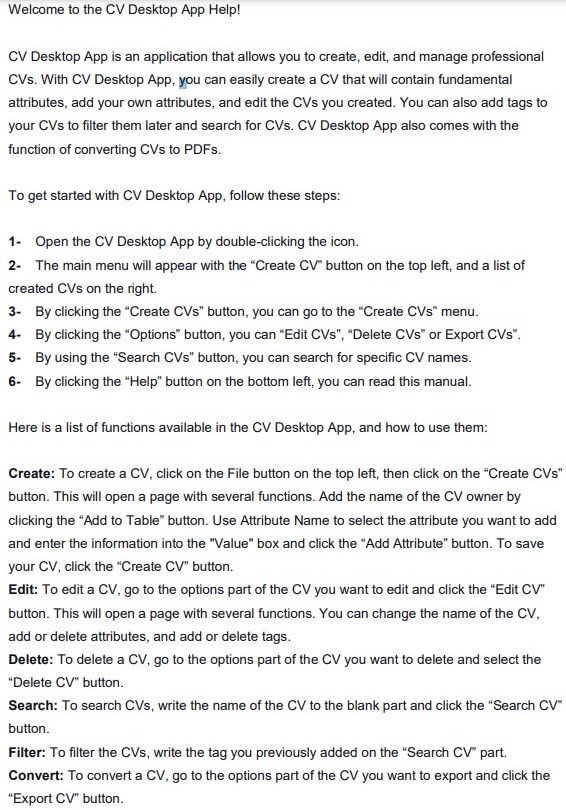 Welcome to the CV Desktop App Help!
CV Desktop App is an application that allows you to create, edit, and manage professional
CVs. With CV Desktop App, you can easily create a CV that will contain fundamental
attributes, add your own attributes, and edit the CVs you created. You can also add tags to
your CVs to filter them later and search for CVs. CV Desktop App also comes with the
function of converting CVs to PDFs.
To get started with CV Desktop App, follow these steps:
1- Open the CV Desktop App by double-clicking the icon.
2- The main menu will appear with the “Create CV” button on the top left, and a list of
created CVs on the right.
3- By clicking the “Create CVs” button, you can go to the “Create CVs” menu.
4- By clicking the “Options” button, you can “Edit CVs”, “Delete CVs” or Export CVs”.
5- By using the “Search CVs” button, you can search for specific CV names.
6- By clicking the “Help” button on the bottom left, you can read this manual.
Here is a list of functions available in the CV Desktop App, and how to use them:
Create: To create a CV, click on the File button on the top left, then click on the “Create CVs”
button. This will open a page with several functions. Add the name of the CV owner by
clicking the “Add to Table” button. Use Attribute Name to select the attribute you want to add
and enter the information into the "Value" box and click the “Add Attribute” button. To save
your CV, click the “Create CV” button.
Edit: To edit a CV, go to the options part of the CV you want to edit and click the “Edit CV”
button. This will open a page with several functions. You can change the name of the CV,
add or delete attributes, and add or delete tags.
Delete: To delete a CV, go to the options part of the CV you want to delete and select the
“Delete CV” button.
Search: To search CVs, write the name of the CV to the blank part and click the “Search CV”
button.
Filter: To filter the CVs, write the tag you previously added on the “Search CV” part.
Convert: To convert a CV, go to the options part of the CV you want to export and click the
“Export CV” button.